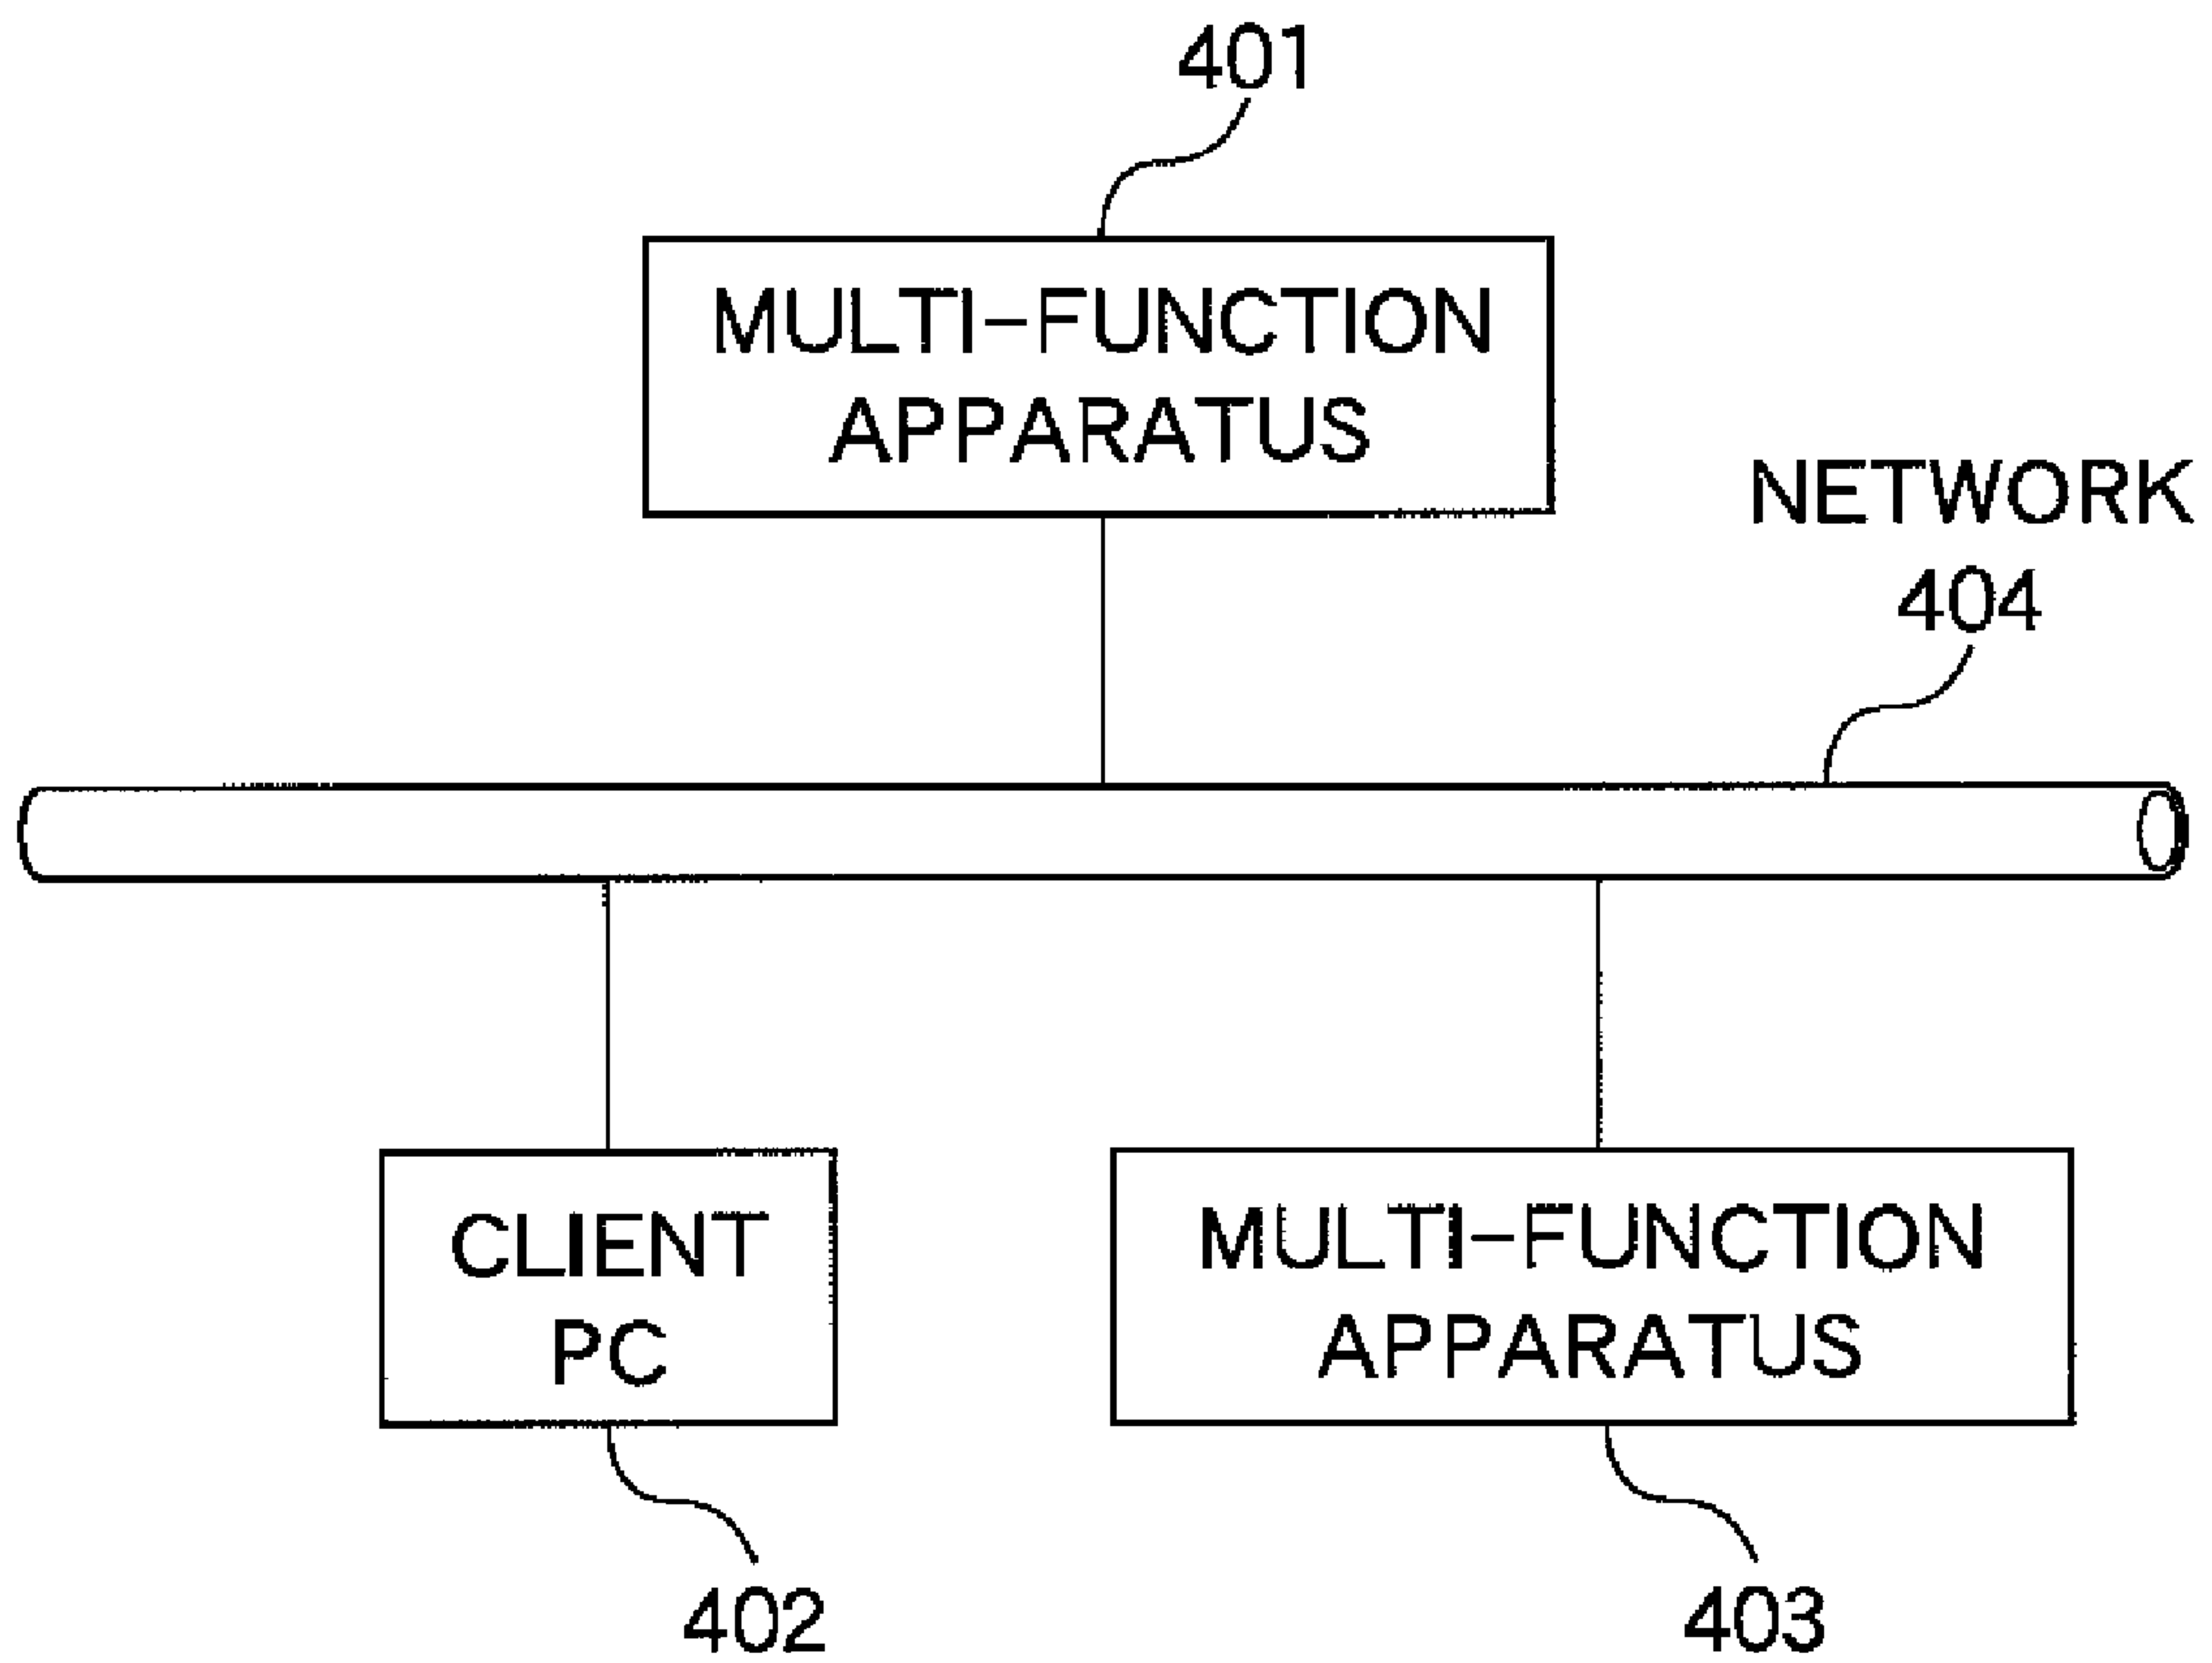 401
MULTI-FUNCTION
APPARATUS
NETWORK
404
CLIENT
PC
MULTI-FUNCTION
APPARATUS
402
403